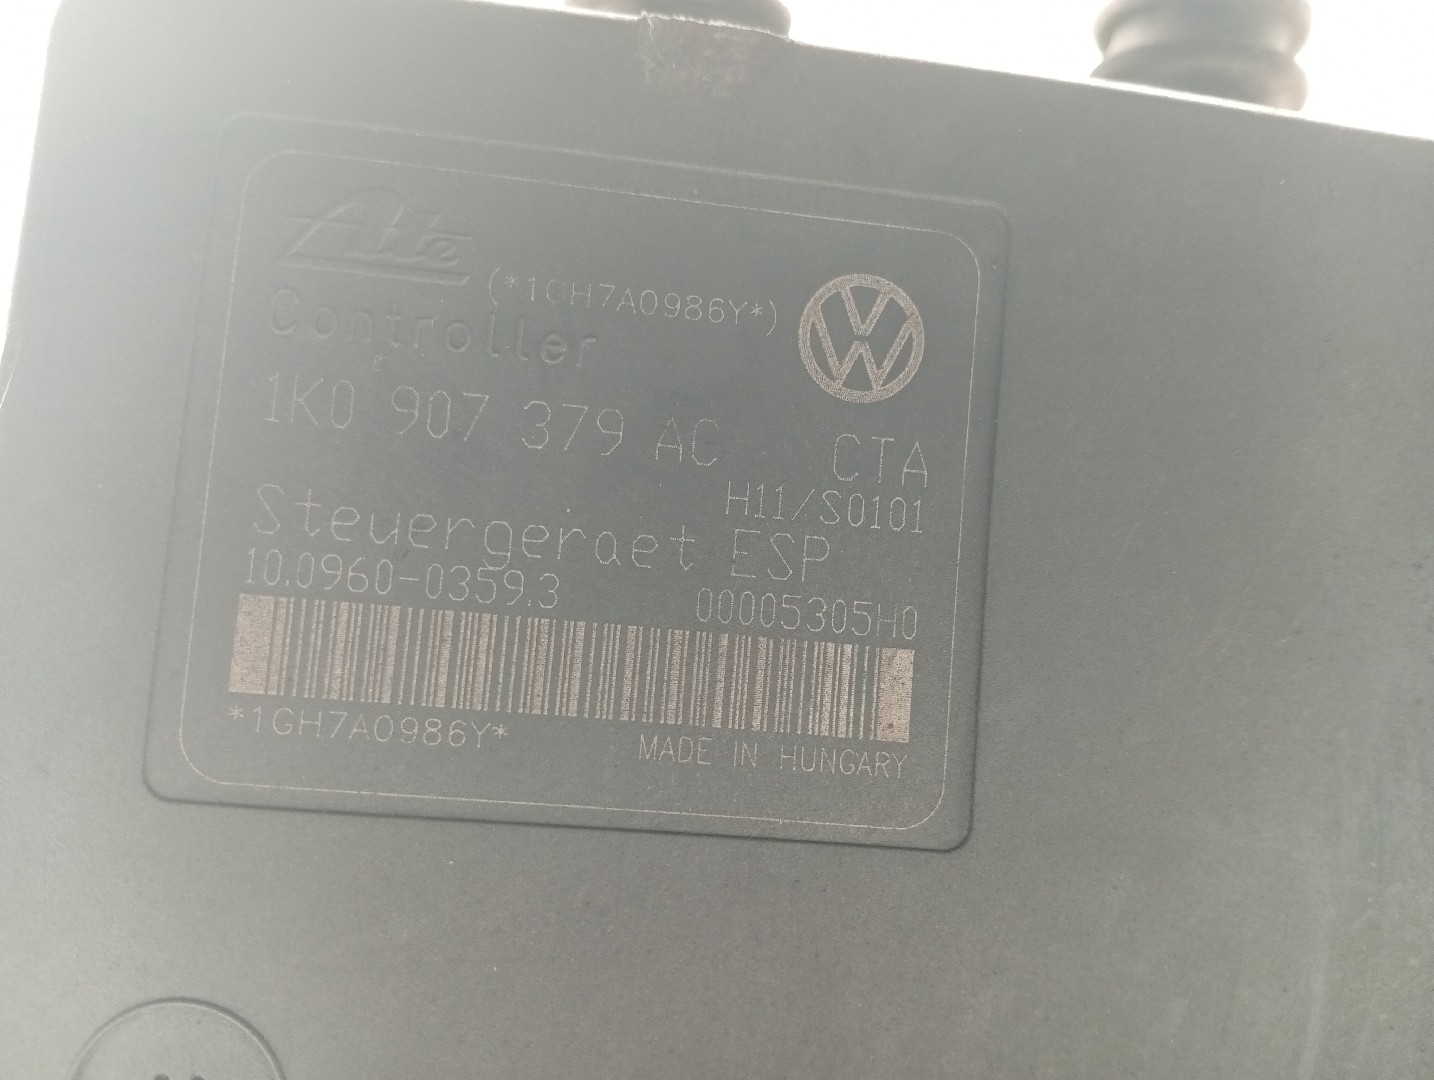 Ate
(*1GH7A0986Y*)
Controller
1K0 907 379 AC CTA
H11/S0101
Steuergeraet ESP
10.0960-0359.3 00005305H0
*1GH7A0986Y*
MADE IN HUNGARY